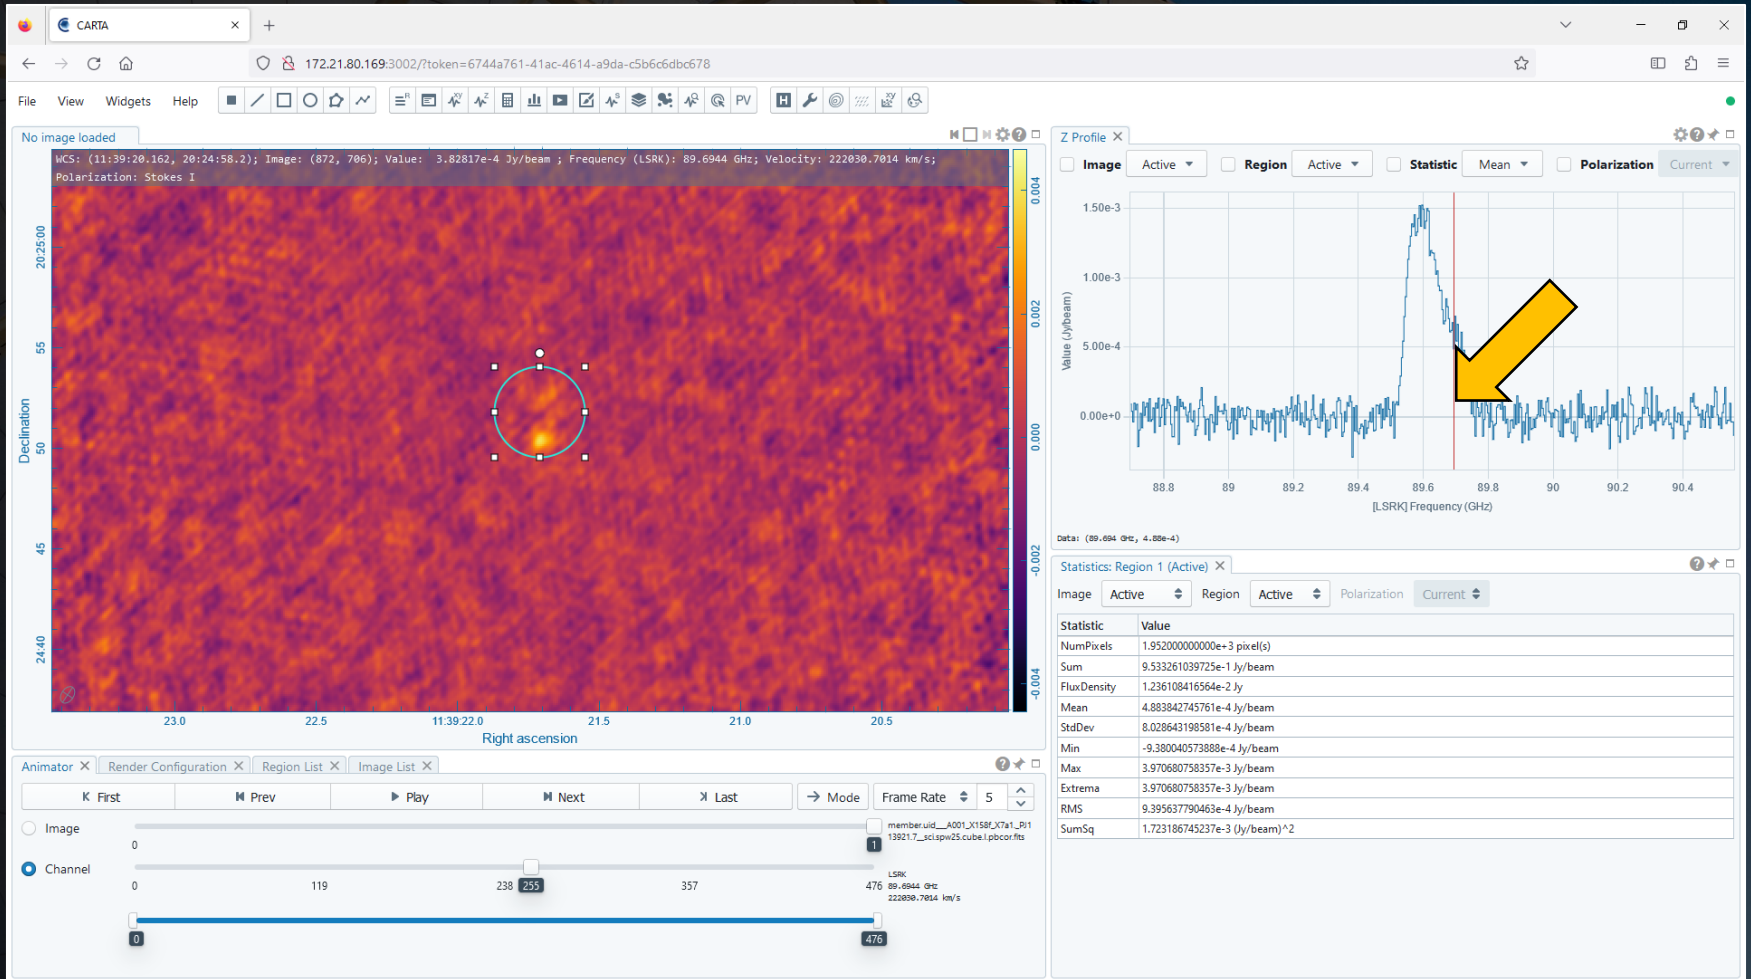 CARTA
172.21.80.169:3002/?token=6744a761-41ac-4614-a9da-c5b6c6dbc678
File View Widgets Help
PV
No image loaded
WCS: (11:39:20.162, 20:24:58.2); Image: (872, 706); Value:  3.82817e-4 Jy/beam ; Frequency (LSRK): 89.6944 GHz; Velocity: 222030.7014 km/s;
Polarization: Stokes I
20:25:00
55
50
45
24:40
Declination
23.0 22.5 11:39:22.0 21.5 21.0 20.5
Right ascension
0.004
0.002
0.000
-0.002
-0.004
Z Profile
Image Active Region Active Statistic Mean Polarization Current
1.50e-3
1.00e-3
5.00e-4
0.00e+0
Value (Jy/beam)
88.8 89 89.2 89.4 89.6 89.8 90 90.2 90.4
[LSRK] Frequency (GHz)
Data: (89.694 GHz, 4.88e-4)
Statistics: Region 1 (Active)
Image Active Region Active Polarization Current
Statistic Value
NumPixels 1.952000000000e+3 pixel(s)
Sum 9.533261039725e-1 Jy/beam
FluxDensity 1.236108416564e-2 Jy
Mean 4.883842745761e-4 Jy/beam
StdDev 8.028643198581e-4 Jy/beam
Min -9.380040573888e-4 Jy/beam
Max 3.970680758357e-3 Jy/beam
Extrema 3.970680758357e-3 Jy/beam
RMS 9.395637790463e-4 Jy/beam
SumSq 1.723186745237e-3 (Jy/beam)^2
Animator Render Configuration Region List Image List
First Prev Play Next Last Mode Frame Rate 5
Image
0
1
member.uid___A001_X158f_X7a1._PJ1
13921.7__sci.spw25.cube.I.pbcor.fits
Channel
0 119 238 255 357 476
LSRK
89.6944 GHz
222030.7014 km/s
0 476